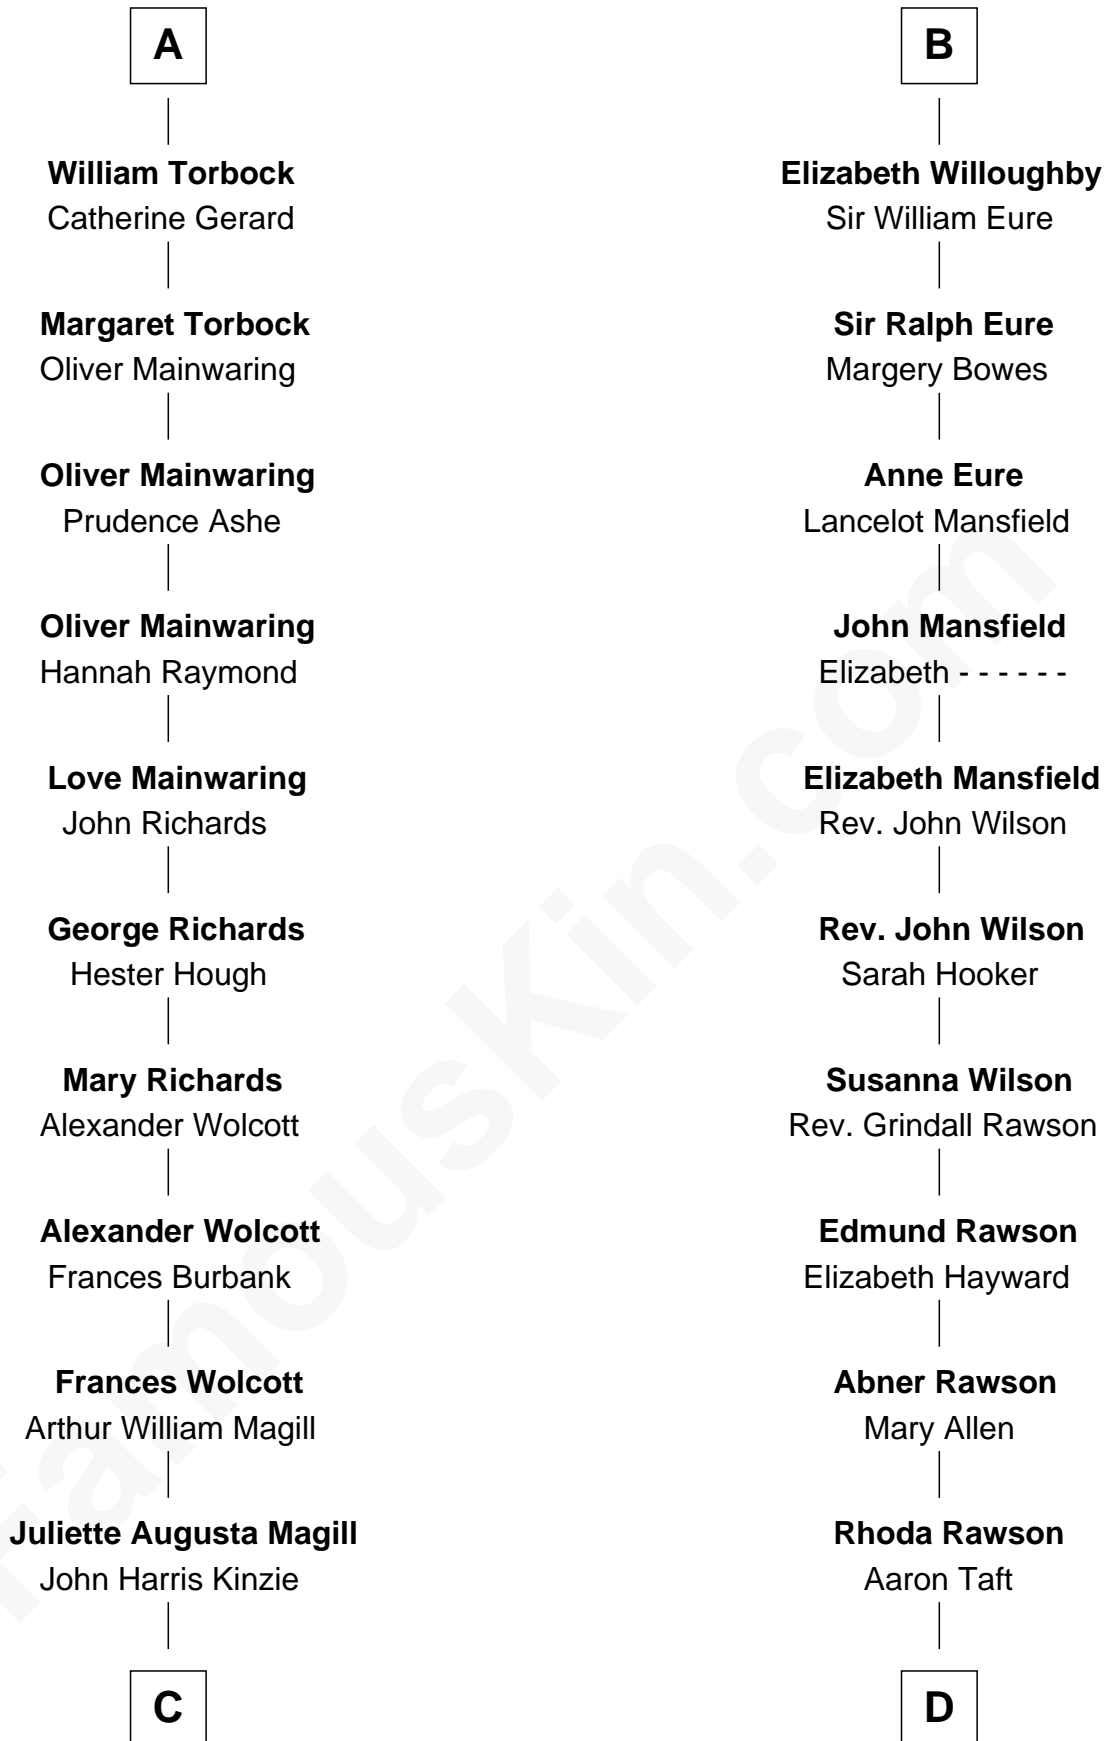 A
William Torbock
Catherine Gerard
Margaret Torbock
Oliver Mainwaring
Oliver Mainwaring
Prudence Ashe
Oliver Mainwaring
Hannah Raymond
Love Mainwaring
John Richards
George Richards
Hester Hough
Mary Richards
Alexander Wolcott
Alexander Wolcott
Frances Burbank
Frances Wolcott
Arthur William Magill
Juliette Augusta Magill
John Harris Kinzie
C
B
Elizabeth Willoughby
Sir William Eure
Sir Ralph Eure
Margery Bowes
Anne Eure
Lancelot Mansfield
John Mansfield
Elizabeth - - - - - -
Elizabeth Mansfield
Rev. John Wilson
Rev. John Wilson
Sarah Hooker
Susanna Wilson
Rev. Grindall Rawson
Edmund Rawson
Elizabeth Hayward
Abner Rawson
Mary Allen
Rhoda Rawson
Aaron Taft
D
FamousKin.com